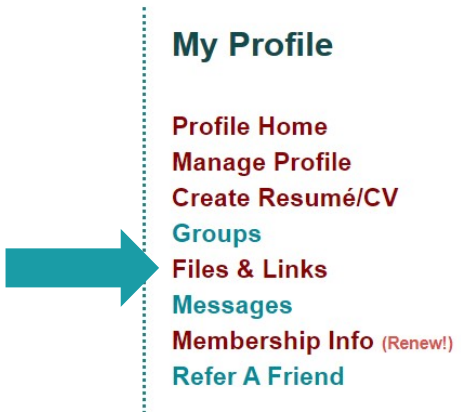 My Profile
Profile Home
Manage Profile
Create Resumé/CV
Groups
Files & Links
Messages
Membership Info (Renew!)
Refer A Friend